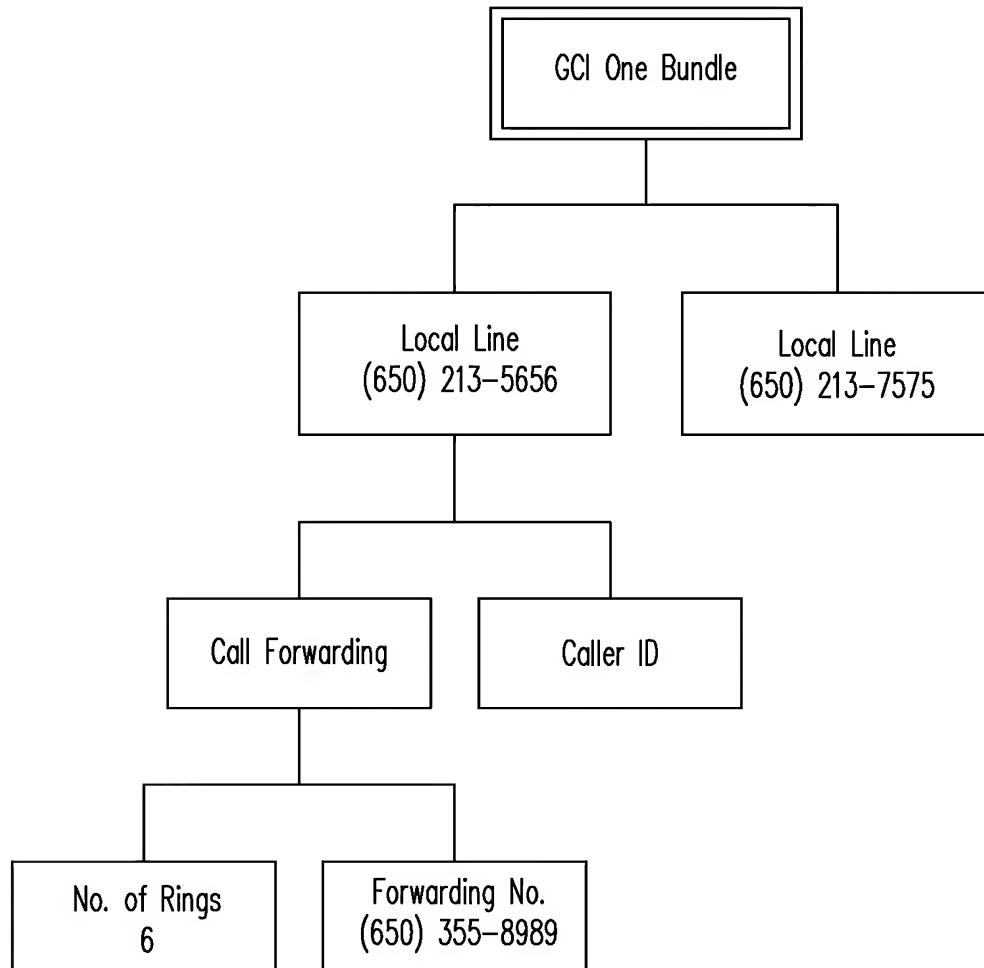 GCI One Bundle
Local Line
(650) 213-5656
Local Line
(650) 213-7575
Call Forwarding
Caller ID
No. of Rings
6
Forwarding No.
(650) 355-8989